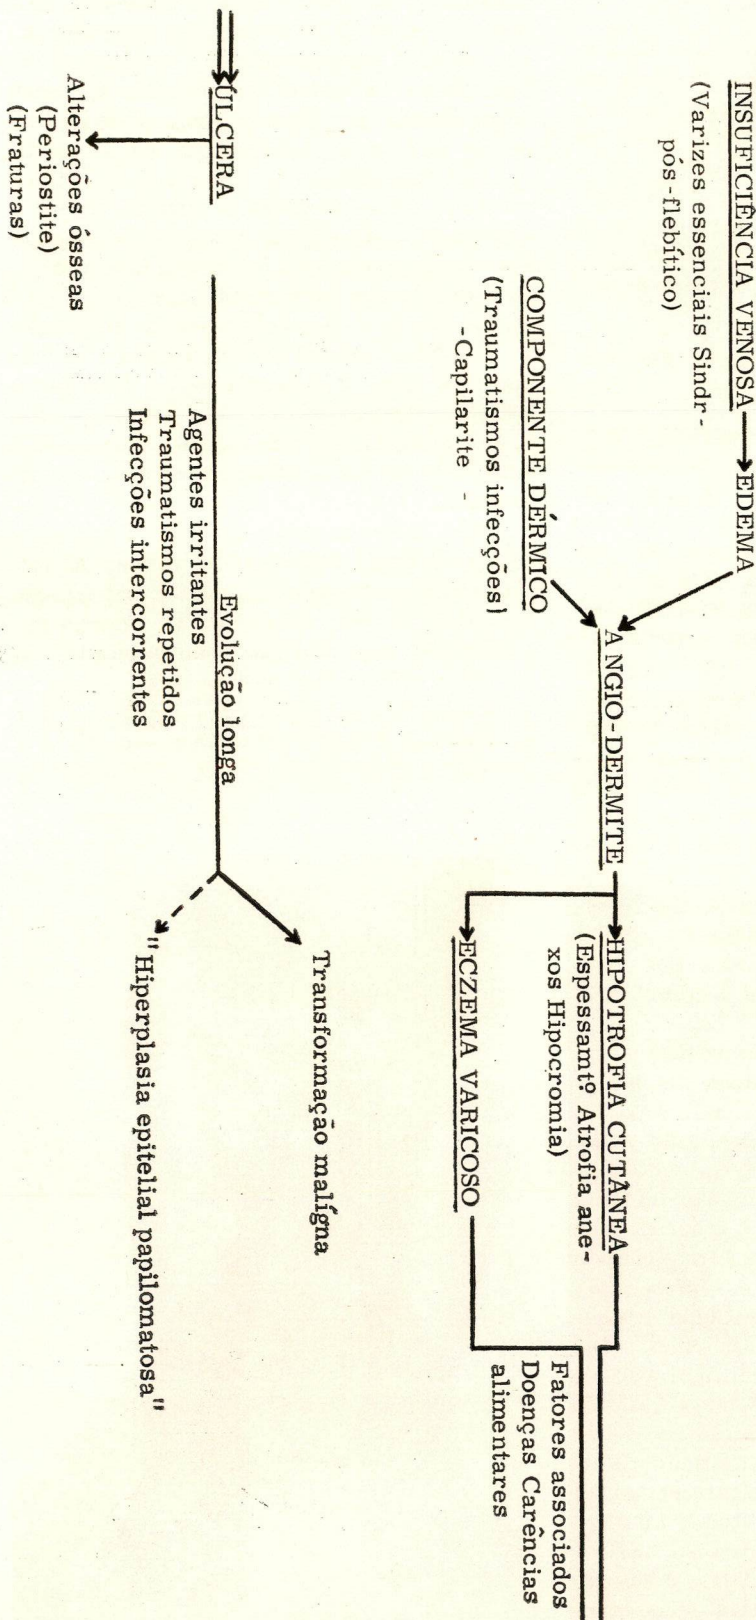 INSUFICIÊNCIA VENOSA
(Varizes essenciais Sindr-
pós-flebítico)
EDEMA
COMPONENTE DÉRMICO
(Traumatismos infecções)
-Capilarite -
ANGIO-DERMITE
HIPOTROFIA CUTÂNEA
(Espessamtº Atrofia ane-
xos Hipocromia)
ECZEMA VARICOSO
Fatores associados
Doenças Carências
alimentares
ÚLCERA
Alterações ósseas
(Periostite)
(Fraturas)
Evolução longa
Agentes irritantes
Traumatismos repetidos
Infecções intercorrentes
Transformação malígna
"Hiperplasia epitelial papilomatosa"